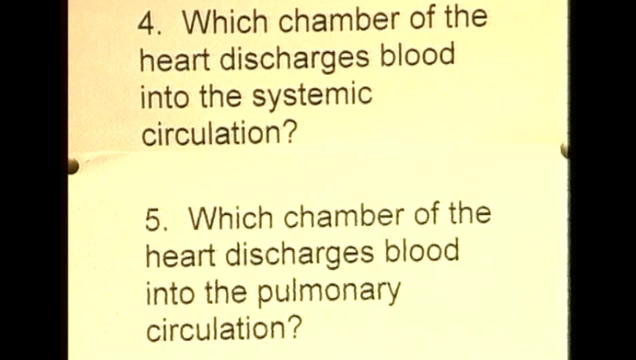 4. Which chamber of the
heart discharges blood
into the systemic
circulation?
5. Which chamber of the
heart discharges blood
into the pulmonary
circulation?